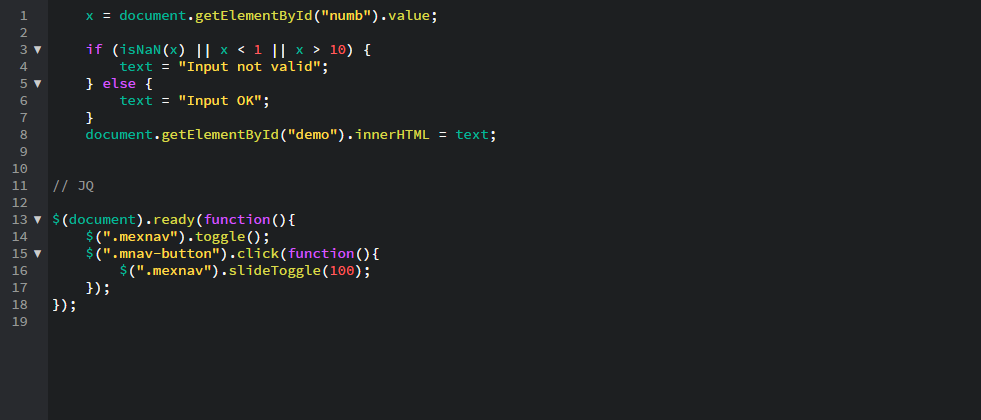 1 x = document.getElementById("numb").value;
2
3 ▼ if (isNaN(x) || x < 1 || x > 10) {
4 text = "Input not valid";
5 ▼ } else {
6 text = "Input OK";
7 }
8 document.getElementById("demo").innerHTML = text;
9
10
11 // JQ
12
13 ▼ $(document).ready(function(){
14 $(".mexnav").toggle();
15 ▼ $(".mnav-button").click(function(){
16 $(".mexnav").slideToggle(100);
17 });
18 });
19